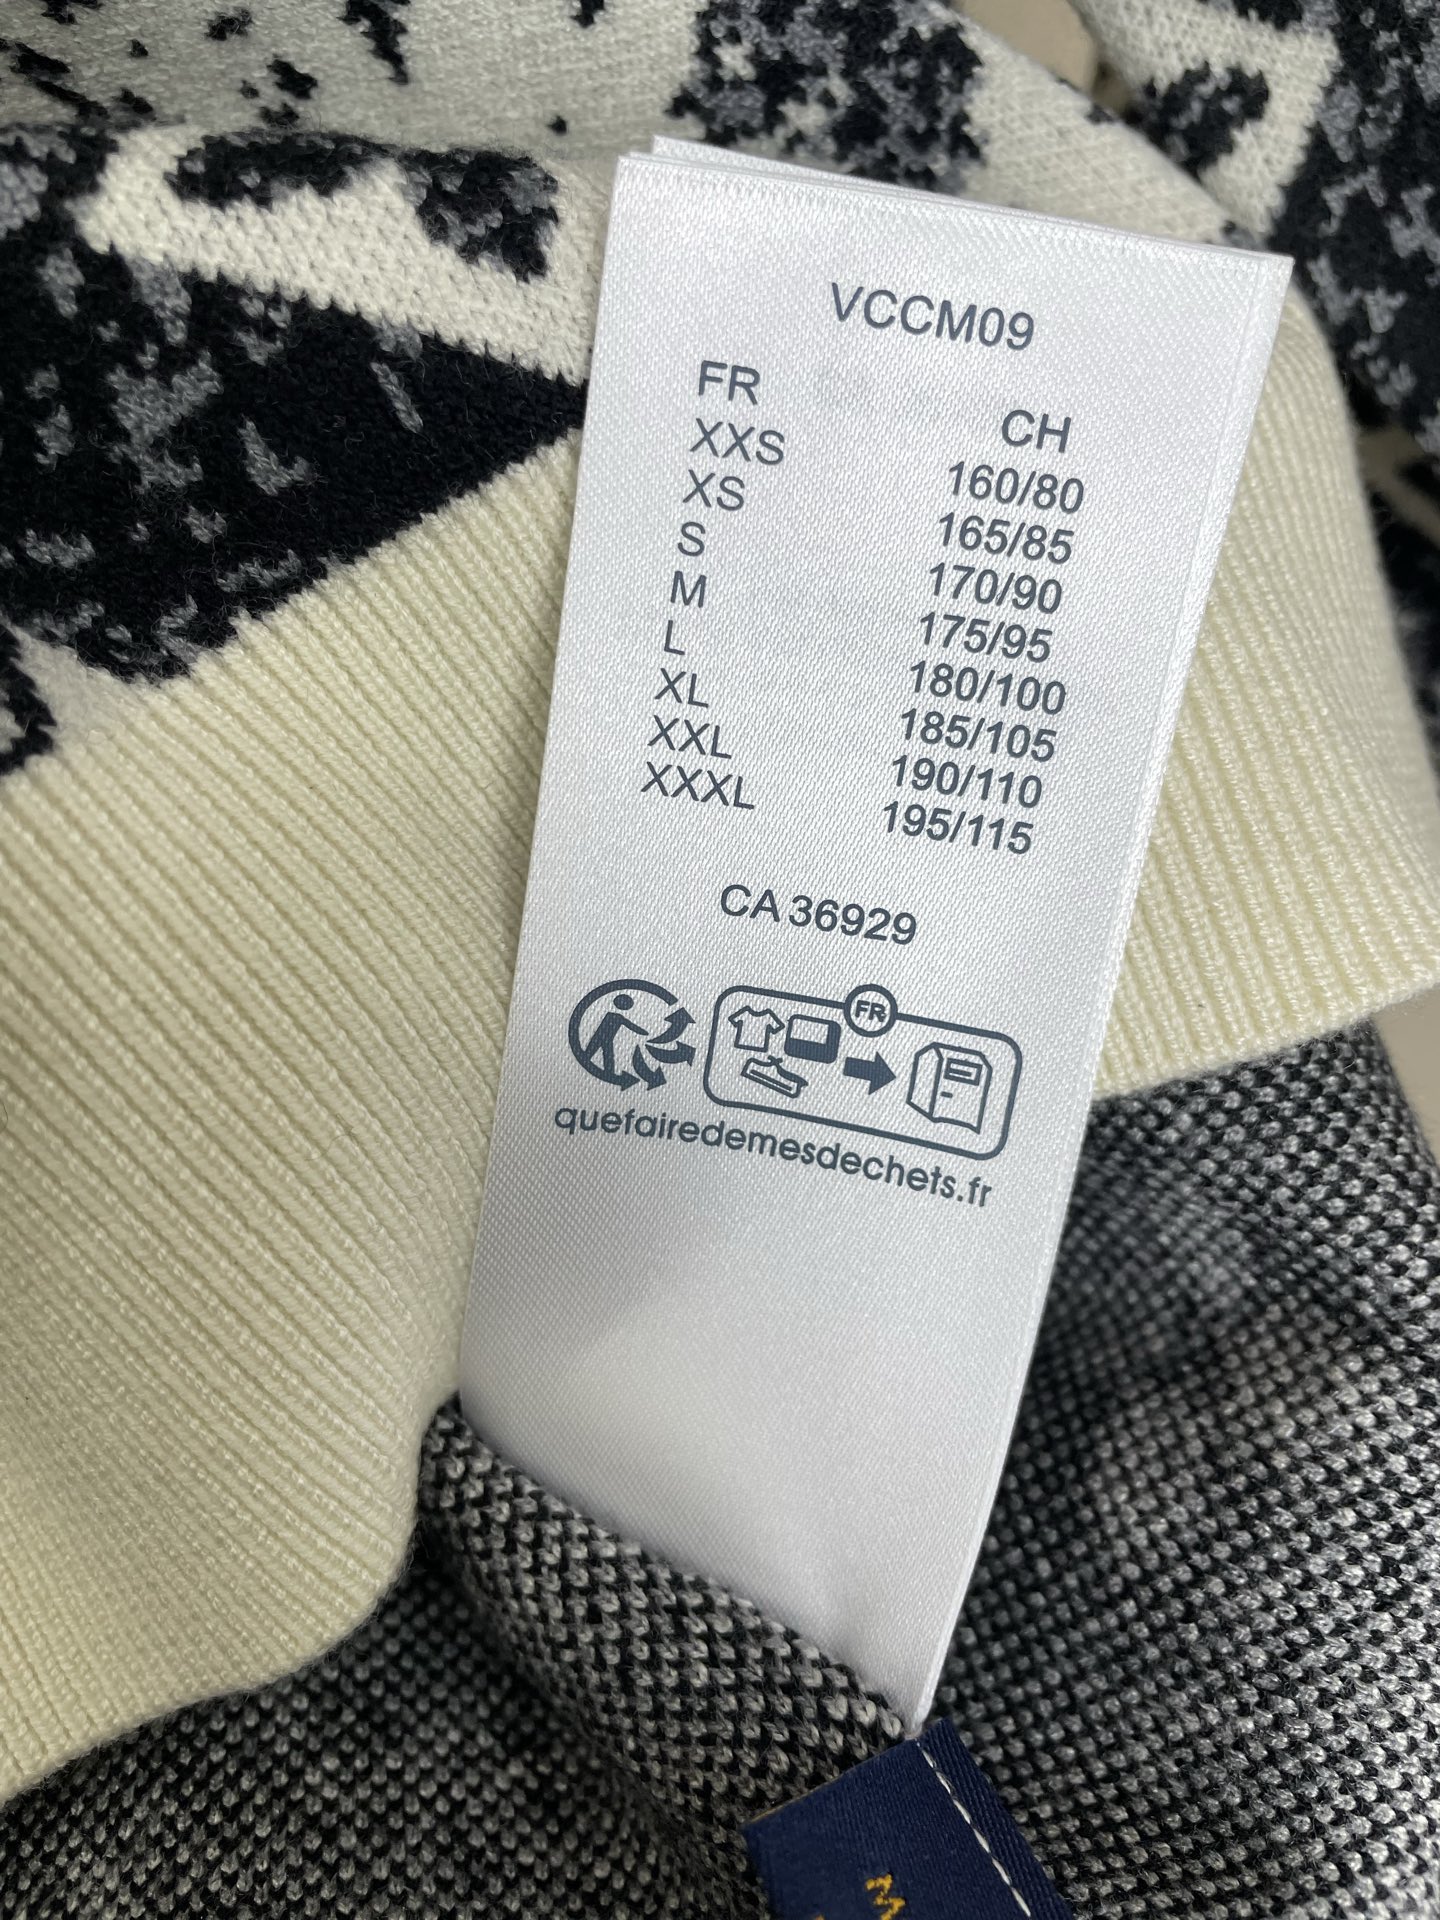 VCCM09
FR CH
XXS 160/80
XS 165/85
S 170/90
M 175/95
L 180/100
XL 185/105
XXL 190/110
XXXL 195/115
CA 36929
FR
quefairedemesdechets.fr
M